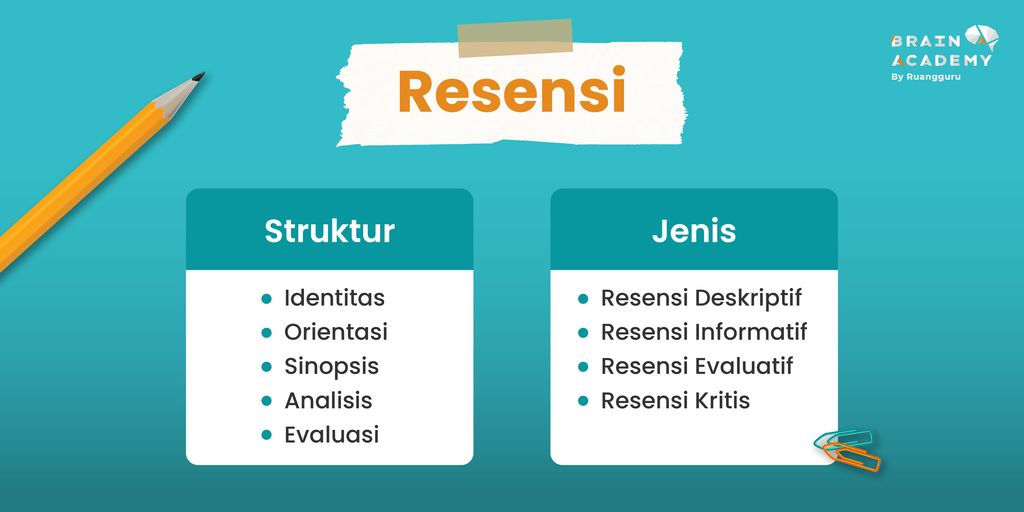 Resensi
BRAIN
ACADEMY
By Ruangguru
Struktur
Identitas
Orientasi
Sinopsis
Analisis
Evaluasi
Jenis
Resensi Deskriptif
Resensi Informatif
Resensi Evaluatif
Resensi Kritis